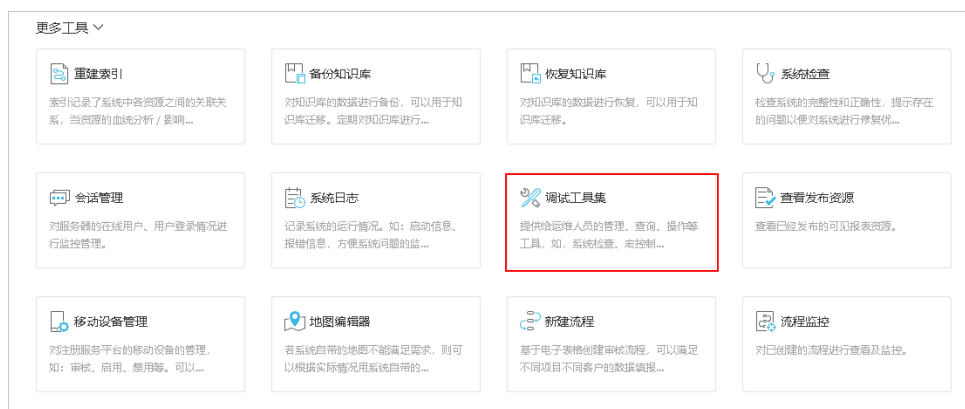 更多工具
重建索引
索引记录了系统中各资源之间的关联关
系，当资源的血统分析 / 影响...
备份知识库
对知识库的数据进行备份，可以用于知
识库迁移。定期对知识库进行...
恢复知识库
对知识库的数据进行恢复，可以用于知
识库迁移。
系统检查
检查系统的完整性和正确性，提示存在
的问题以便对系统进行修复优...
会话管理
对服务器的在线用户、用户登录情况进
行监控管理。
系统日志
记录系统的运行情况。如：启动信息、
报错信息，方便系统问题的监...
调试工具集
提供给运维人员的管理、查询、操作等
工具，如，系统检查、宏控制...
查看发布资源
查看已经发布的可见报表资源。
移动设备管理
对注册服务平台的移动设备的管理，
如：审核、启用、禁用等。可以...
地图编辑器
若系统自带的地图不能满足需求，则可
以根据实际情况用系统自带的...
新建流程
基于电子表格创建审核流程，可以满足
不同项目不同客户的数据填报...
流程监控
对已创建的流程进行查看及监控。